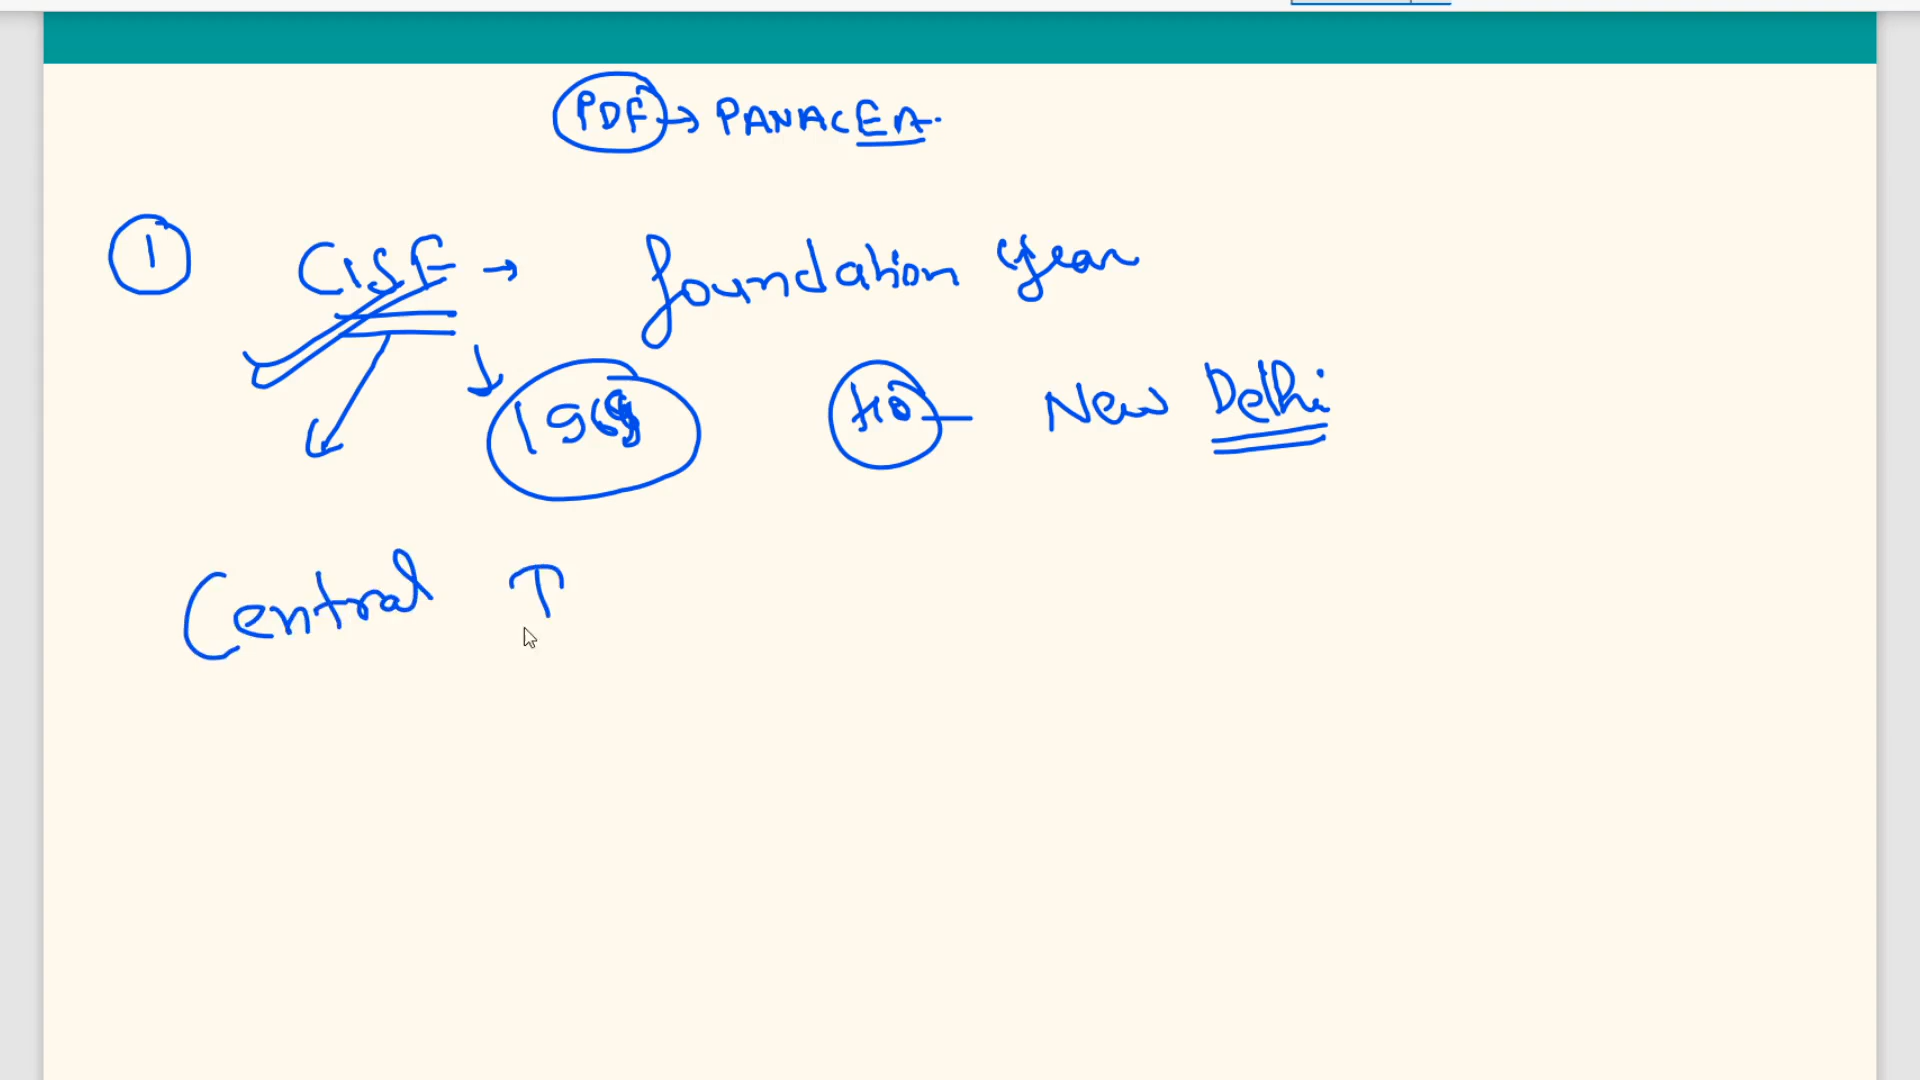 PDF → PANACEA.
1 CISF → foundation year
1969 HQ — New Delhi
Central I